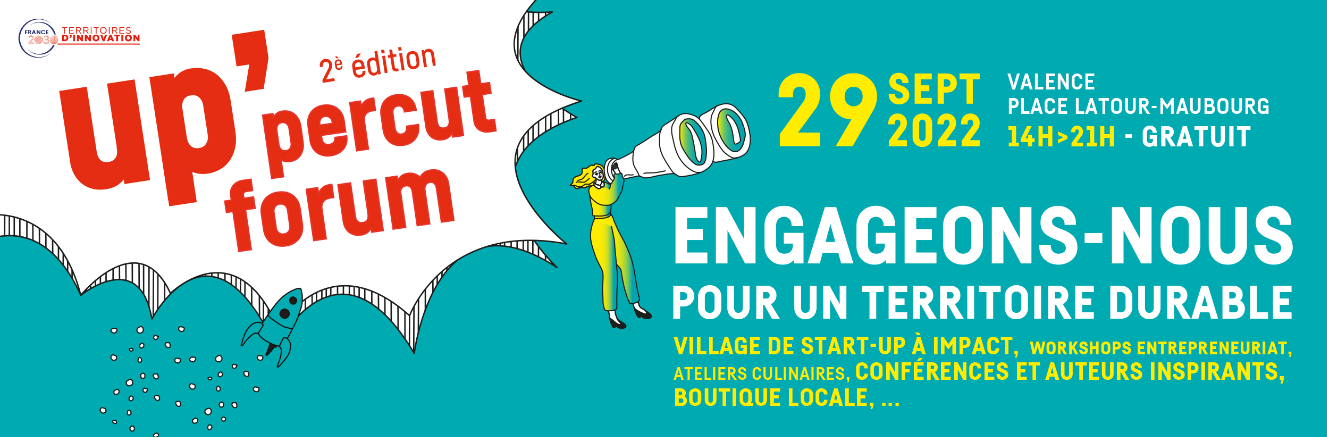 FRANCE
2030
TERRITOIRES
D'INNOVATION
up'
2è édition
percut
forum
29 SEPT
2022
VALENCE
PLACE LATOUR-MAUBOURG
14H>21H - GRATUIT
ENGAGEONS-NOUS
POUR UN TERRITOIRE DURABLE
VILLAGE DE START-UP À IMPACT, WORKSHOPS ENTREPRENEURIAT,
ATELIERS CULINAIRES, CONFÉRENCES ET AUTEURS INSPIRANTS,
BOUTIQUE LOCALE, ...